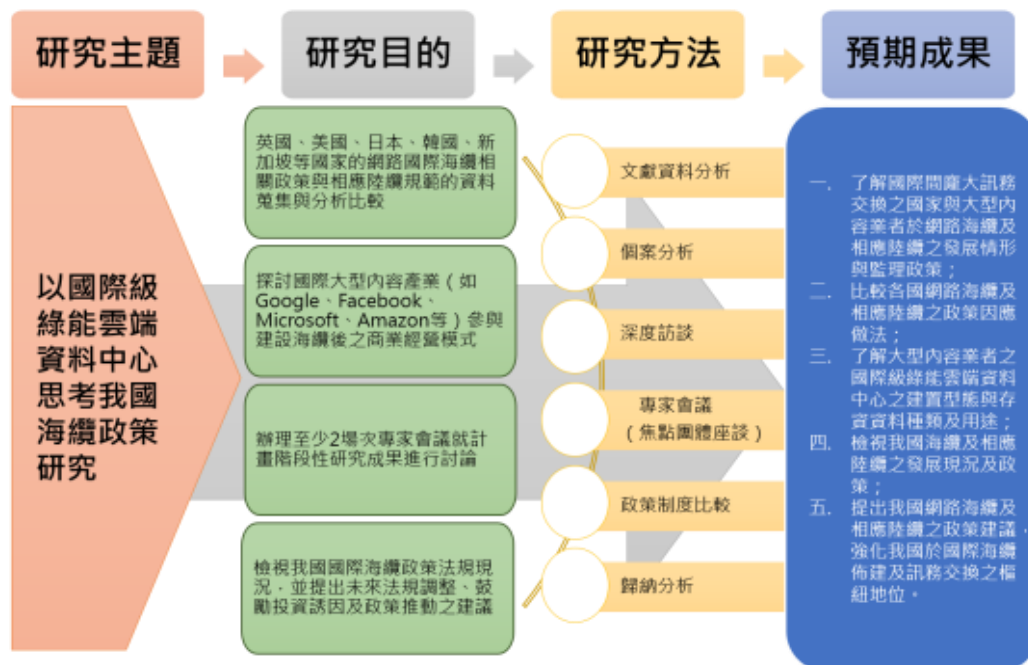 研究主題
研究目的
研究方法
預期成果
以國際級
綠能雲端
資料中心
思考我國
海纜政策
研究
英國、美國、日本、韓國、新
加坡等國家的網路國際海纜相
關政策與相應陸纜規範的資料
蒐集與分析比較
探討國際大型內容產業（如
Google、Facebook、
Microsoft、Amazon等）參與
建設海纜後之商業經營模式
辦理至少2場次專家會議就計
畫階段性研究成果進行討論
檢視我國國際海纜政策法規現
況，並提出未來法規調整、鼓
勵投資誘因及政策推動之建議
文獻資料分析
個案分析
深度訪談
專家會議
（焦點團體座談）
政策制度比較
歸納分析
一. 了解國際間龐大訊務
交換之國家與大型內
容業者於網路海纜及
相應陸纜之發展情形
與監理政策；
二. 比較各國網路海纜及
相應陸纜之政策因應
做法；
三. 了解大型內容業者之
國際級綠能雲端資料
中心之建置型態與存
資資料種類及用途；
四. 檢視我國海纜及相應
陸纜之發展現況及政
策；
五. 提出我國網路海纜及
相應陸纜之政策建議，
強化我國於國際海纜
佈建及訊務交換之樞
紐地位。